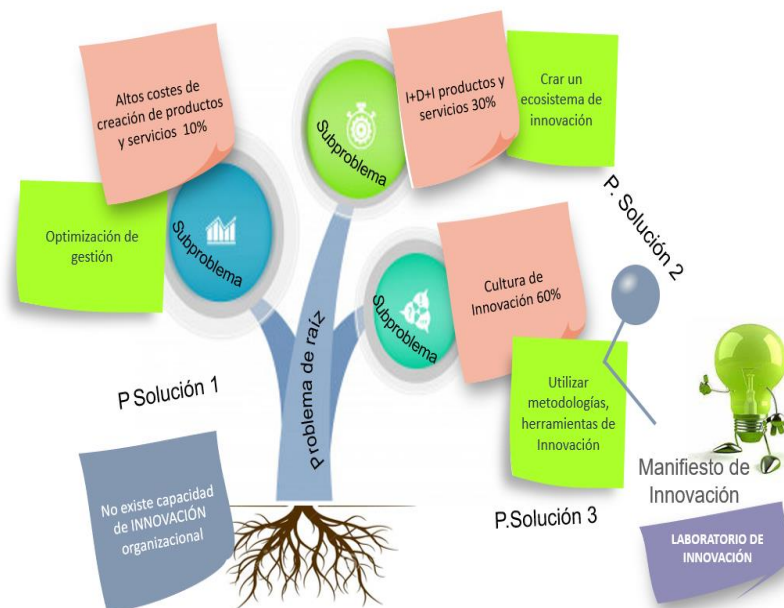 Altos costes de
creación de productos
y servicios 10%
Subproblema
Optimización de
gestión
Subproblema
I+D+I productos y
servicios 30%
Crar un
ecosistema de
innovación
P. Solución 2
Subproblema
Cultura de
Innovación 60%
Utilizar
metodologías,
herramientas de
Innovación
P Solución 1
Problema de raíz
No existe capacidad
de INNOVACIÓN
organizacional
P.Solución 3
Manifiesto de
Innovación
LABORATORIO DE
INNOVACIÓN